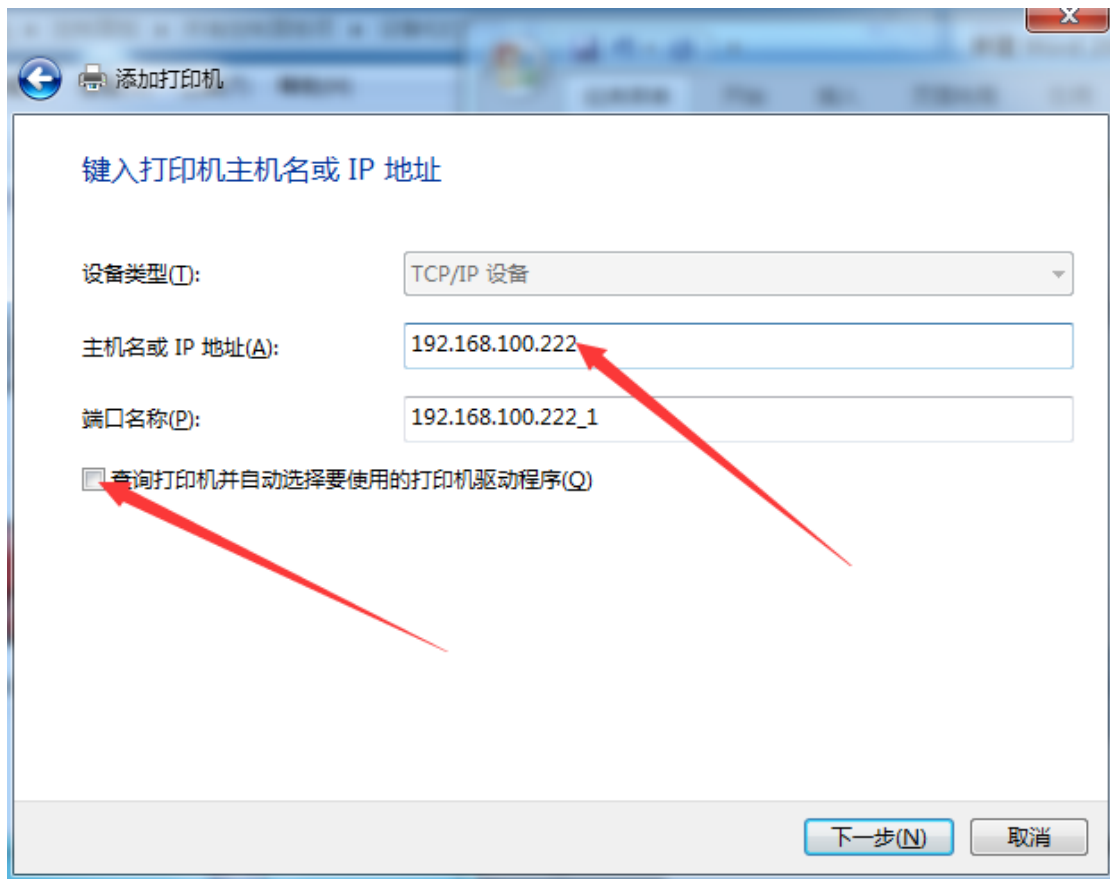 添加打印机
键入打印机主机名或 IP 地址
设备类型(T):
TCP/IP 设备
主机名或 IP 地址(A):
192.168.100.222
端口名称(P):
192.168.100.222_1
查询打印机并自动选择要使用的打印机驱动程序(Q)
下一步(N)
取消